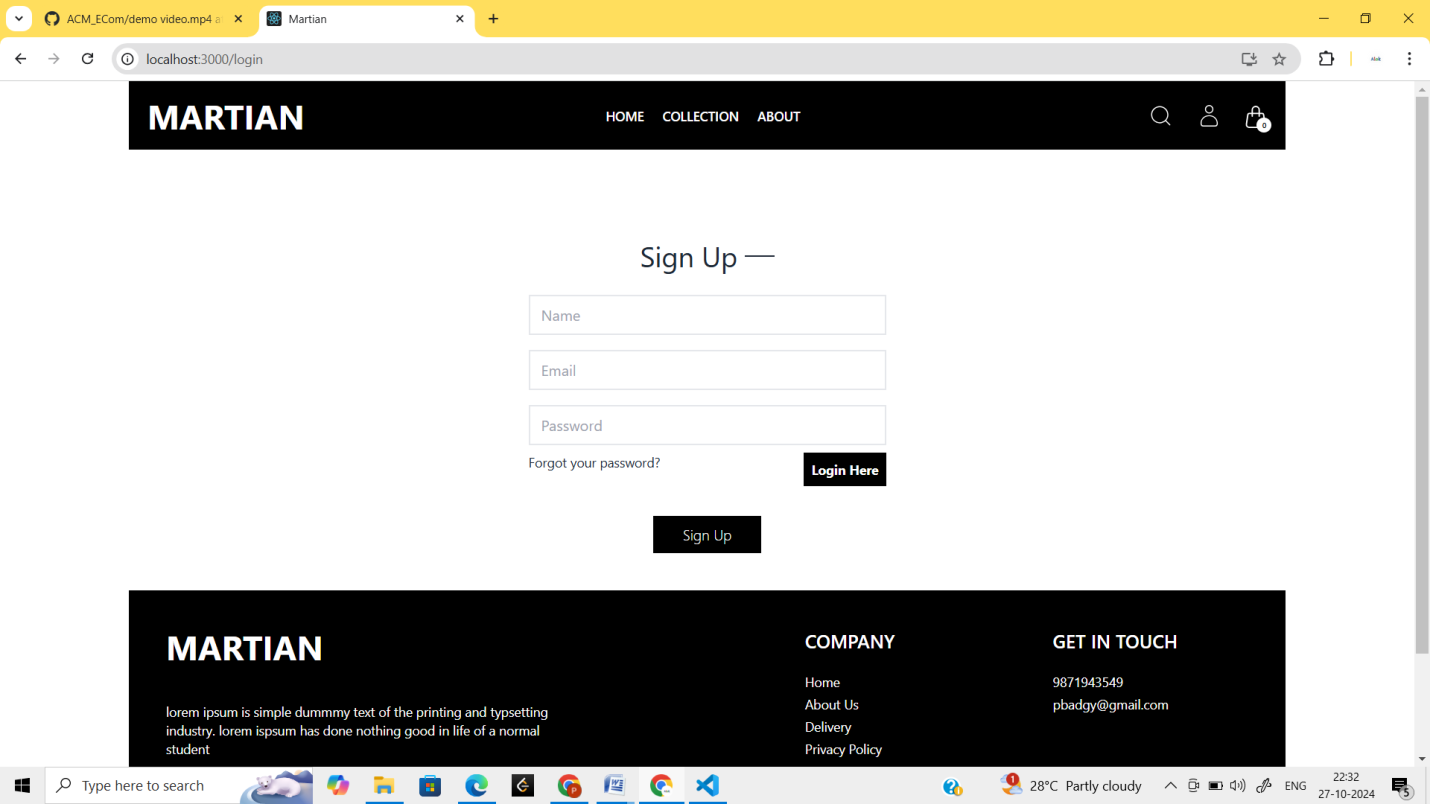 ACM_ECom/demo video.mp4 a
Martian
localhost:3000/login
MARTIAN
HOME COLLECTION ABOUT
0
Sign Up
Name
Email
Password
Forgot your password?
Login Here
Sign Up
MARTIAN
COMPANY
GET IN TOUCH
Home
9871943549
About Us
pbadgy@gmail.com
Delivery
Privacy Policy
lorem ipsum is simple dummmy text of the printing and typsetting
industry. lorem ispsum has done nothing good in life of a normal
student
Type here to search
1
28°C Partly cloudy
ENG
22:32
27-10-2024
5